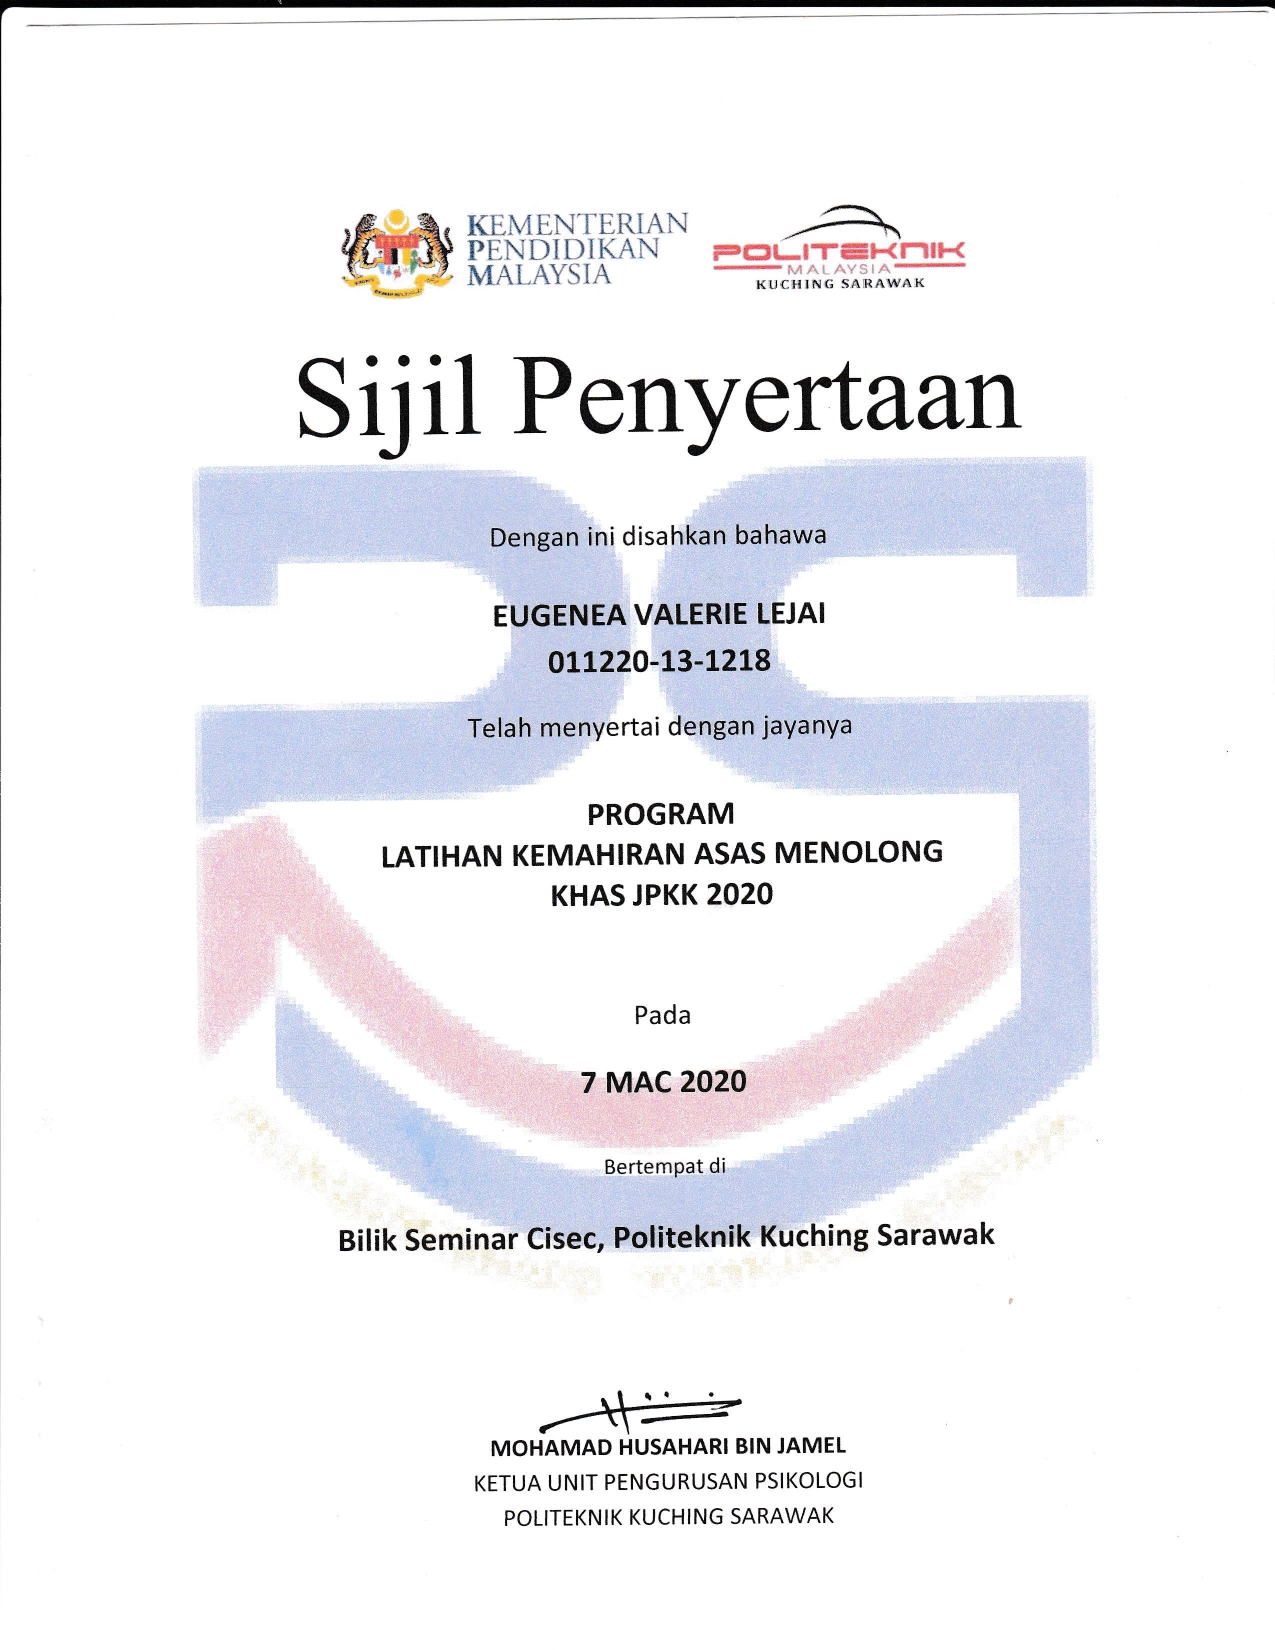 KEMENTERIAN
PENDIDIKAN
MALAYSIA
POLITEKNIK
MALAYSIA
KUCHING SARAWAK
Sijil Penyertaan
Dengan ini disahkan bahawa
EUGENEA VALERIE LEJAI
011220-13-1218
Telah menyertai dengan jayanya
PROGRAM
LATIHAN KEMAHIRAN ASAS MENOLONG
KHAS JPKK 2020
Pada
7 MAC 2020
Bertempat di
Bilik Seminar Cisec, Politeknik Kuching Sarawak
MOHAMAD HUSAHARI BIN JAMEL
KETUA UNIT PENGURUSAN PSIKOLOGI
POLITEKNIK KUCHING SARAWAK